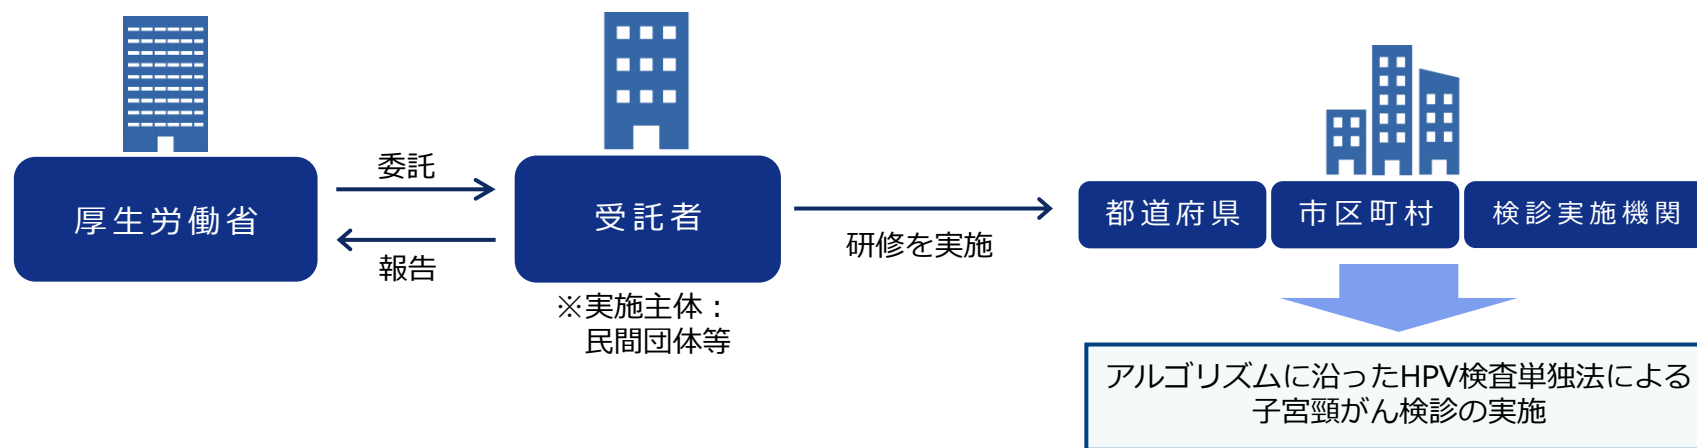 厚生労働省
委託
報告
受託者
※実施主体：
民間団体等
研修を実施
都道府県
市区町村
検診実施機関
アルゴリズムに沿ったHPV検査単独法による
子宮頸がん検診の実施